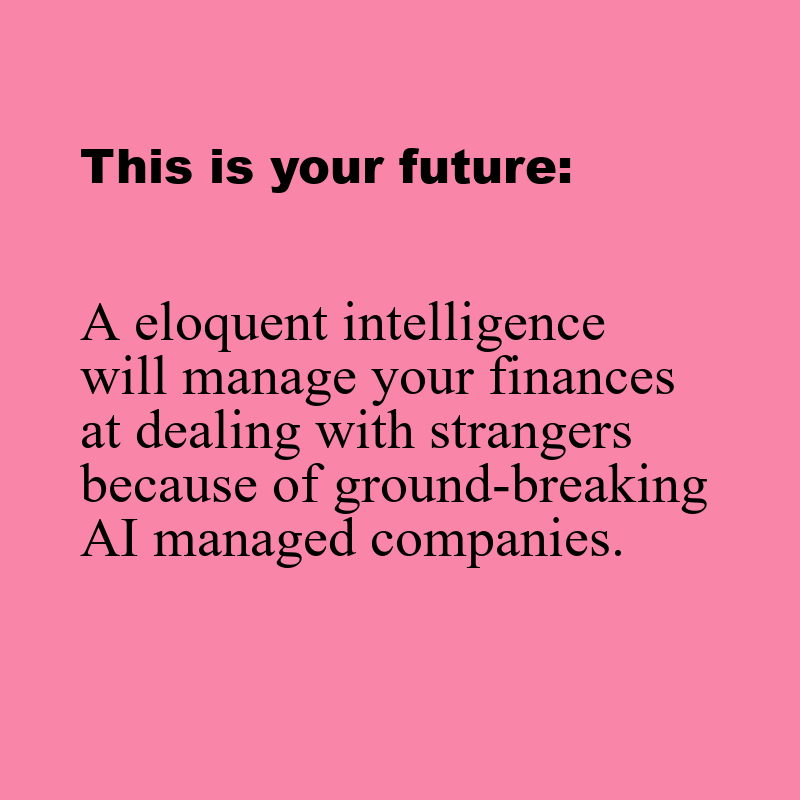 This is your future:
A eloquent intelligence
will manage your finances
at dealing with strangers
because of ground-breaking
AI managed companies.